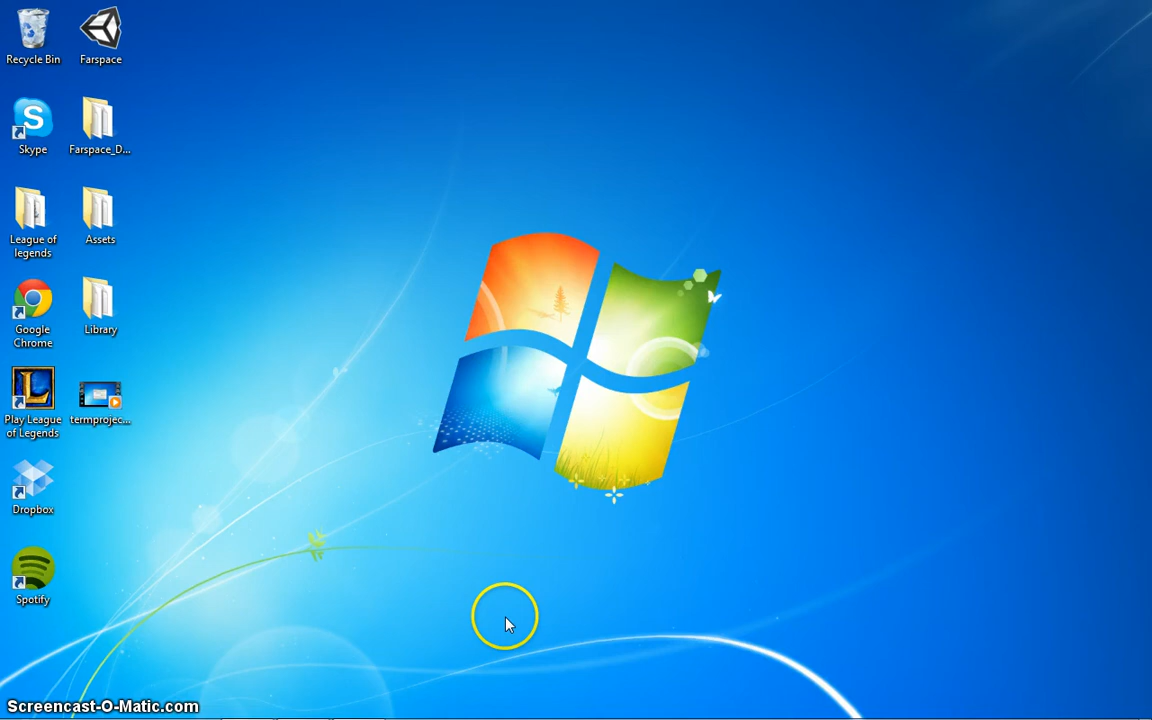 Recycle Bin
Farspace
Skype
Farspace_D...
League of
legends
Assets
Google
Chrome
Library
Play League
of Legends
termprojec...
Dropbox
Spotify
Screencast-O-Matic.com